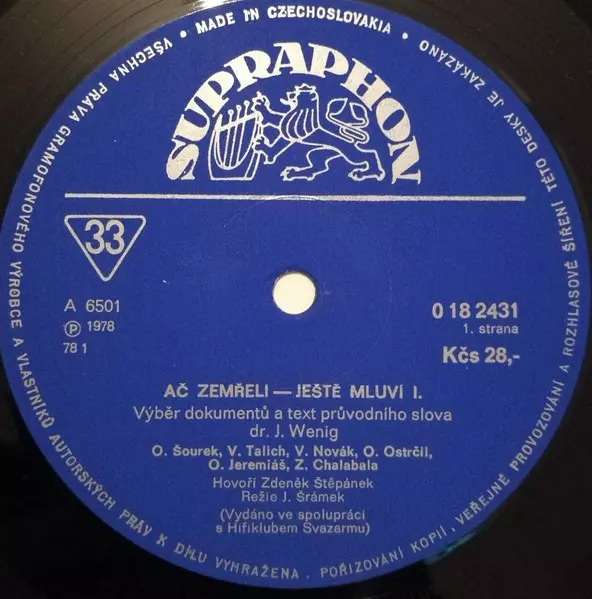 • MADE IN CZECHOSLOVAKIA •
VŠECHNA PRÁVA GRAMOFONOVÉHO VÝROBCE A VLASTNÍKŮ AUTORSKÝCH PRÁV K DÍLU VYHRAŽENA. POŘIZOVÁNÍ KOPIÍ, VEŘEJNÉ PROVOZOVÁNÍ A ROZHLASOVÉ ŠÍŘENÍ TÉTO DESKY JE ZAKÁZÁNO
SUPRAPHON
33
A 6501
Ⓟ 1978
78 1
0 18 2431
1. strana
Kčs 28,-
AČ ZEMŘELI — JEŠTĚ MLUVÍ I.
Výběr dokumentů a text průvodního slova
dr. J. Wenig
O. Šourek, V. Talich, V. Novák, O. Ostrčil,
O. Jeremiáš, Z. Chalabala
Hovoří Zdeněk Štěpánek
Režie J. Šrámek
(Vydáno ve spolupráci
s Hifiklubem Svazarmu)